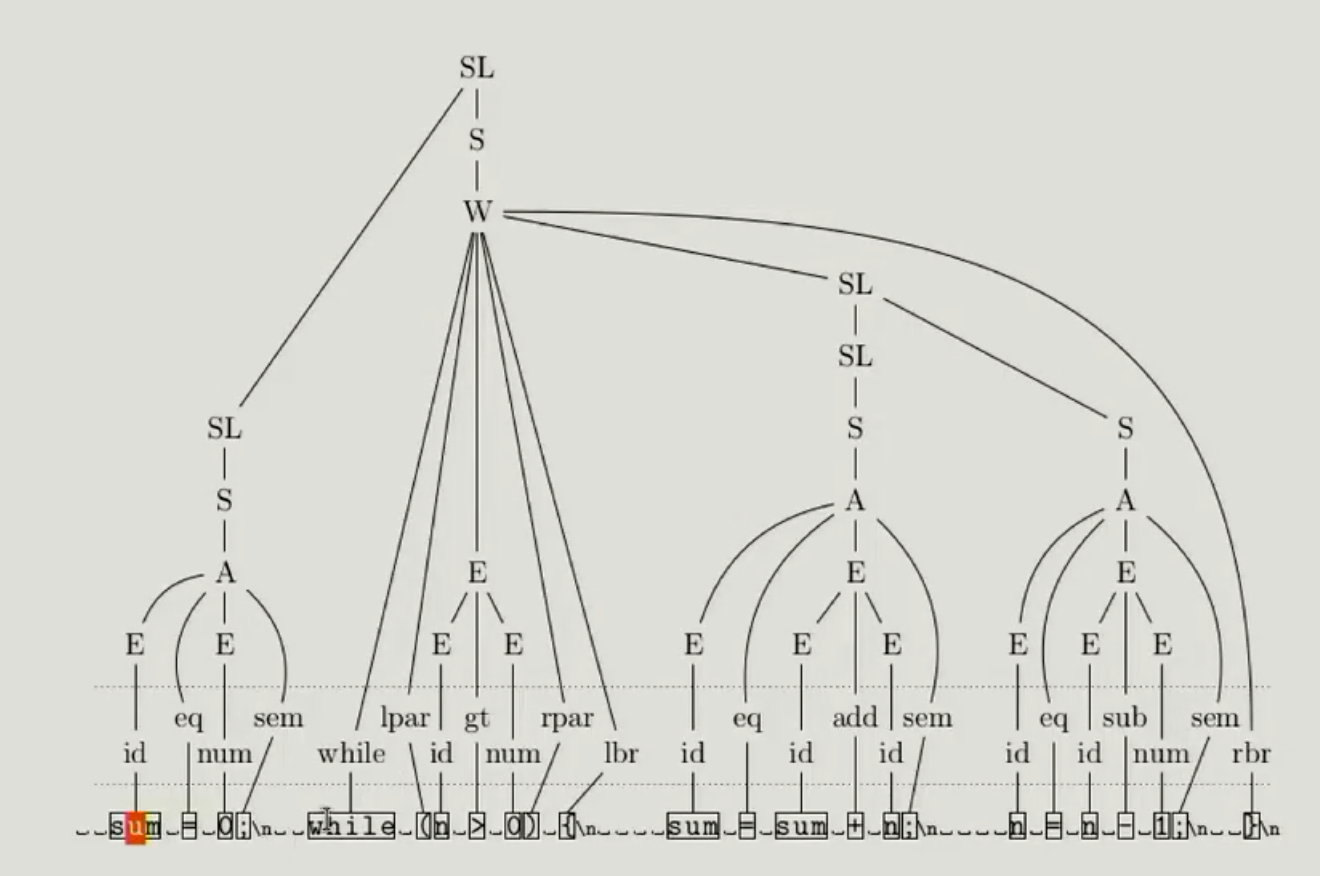 SL
S
W
SL
SL
SL S S
S A A
A E E E
E E E E E E E E E E
eq sem lpar gt rpar eq add sem eq sub sem
id num while id num lbr id id id id id num rbr
␣␣sum␣=␣0;\n␣␣while␣(n␣>␣0)␣{\n␣␣␣␣sum␣=␣sum␣+␣n;\n␣␣␣␣n␣=␣n␣-␣1;\n␣␣}\n